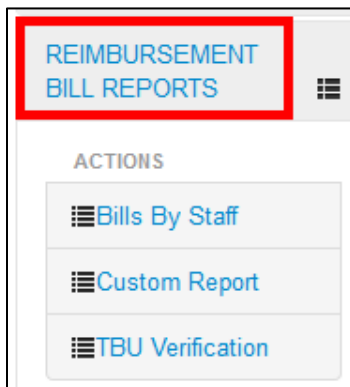 REIMBURSEMENT
BILL REPORTS
ACTIONS
Bills By Staff
Custom Report
TBU Verification